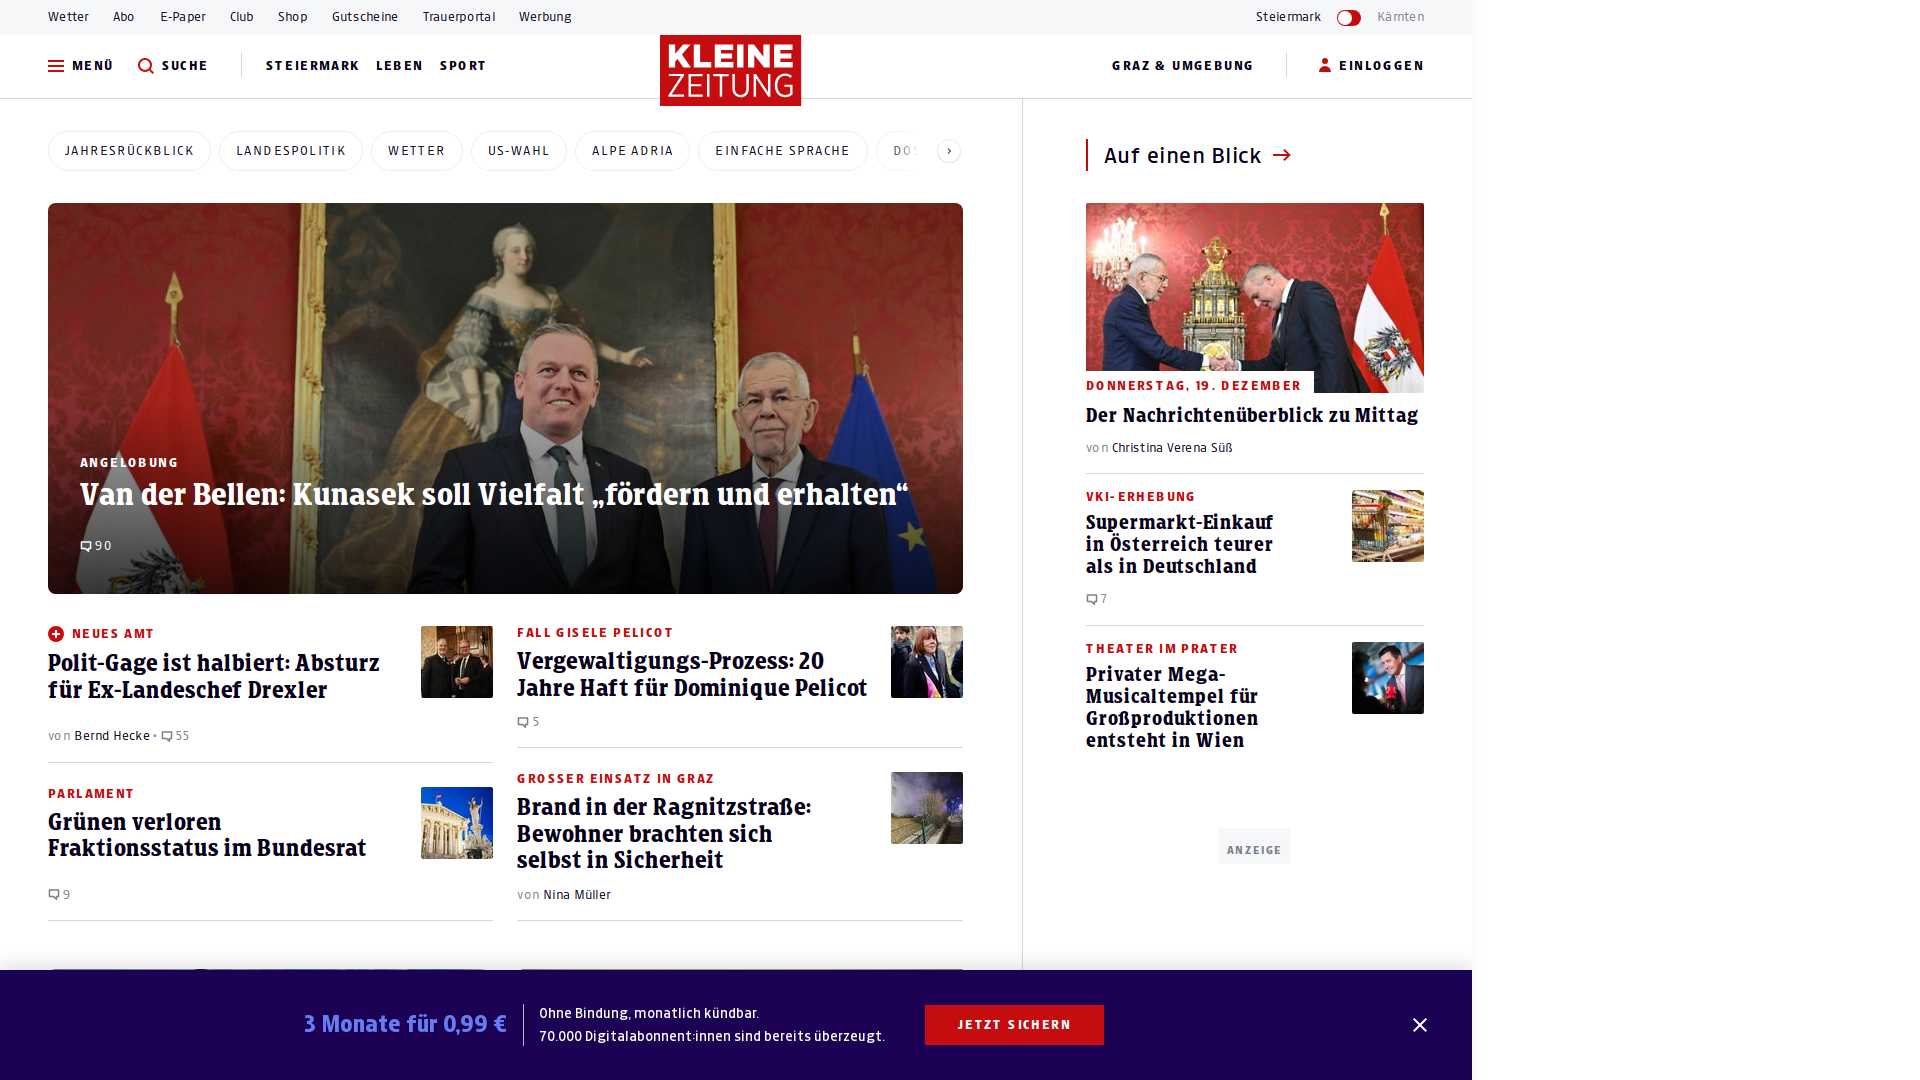 Wetter Abo E-Paper Club Shop Gutscheine Trauerportal Werbung Steiermark Kärnten
MENÜ SUCHE STEIERMARK LEBEN SPORT KLEINE ZEITUNG GRAZ & UMGEBUNG EINLOGGEN
JAHRESRÜCKBLICK LANDESPOLITIK WETTER US-WAHL ALPE ADRIA EINFACHE SPRACHE
ANGELOBUNG
Van der Bellen: Kunasek soll Vielfalt „fördern und erhalten“
90
NEUES AMT
Polit-Gage ist halbiert: Absturz
für Ex-Landeschef Drexler
von Bernd Hecke • 55
PARLAMENT
Grünen verloren
Fraktionsstatus im Bundesrat
9
FALL GISELE PELICOT
Vergewaltigungs-Prozess: 20
Jahre Haft für Dominique Pelicot
5
GROSSER EINSATZ IN GRAZ
Brand in der Ragnitzstraße:
Bewohner brachten sich
selbst in Sicherheit
von Nina Müller
Auf einen Blick
DONNERSTAG, 19. DEZEMBER
Der Nachrichtenüberblick zu Mittag
von Christina Verena Süß
VKI-ERHEBUNG
Supermarkt-Einkauf
in Österreich teurer
als in Deutschland
7
THEATER IM PRATER
Privater Mega-
Musicaltempel für
Großproduktionen
entsteht in Wien
ANZEIGE
3 Monate für 0,99 €
Ohne Bindung, monatlich kündbar.
70.000 Digitalabonnent:innen sind bereits überzeugt.
JETZT SICHERN